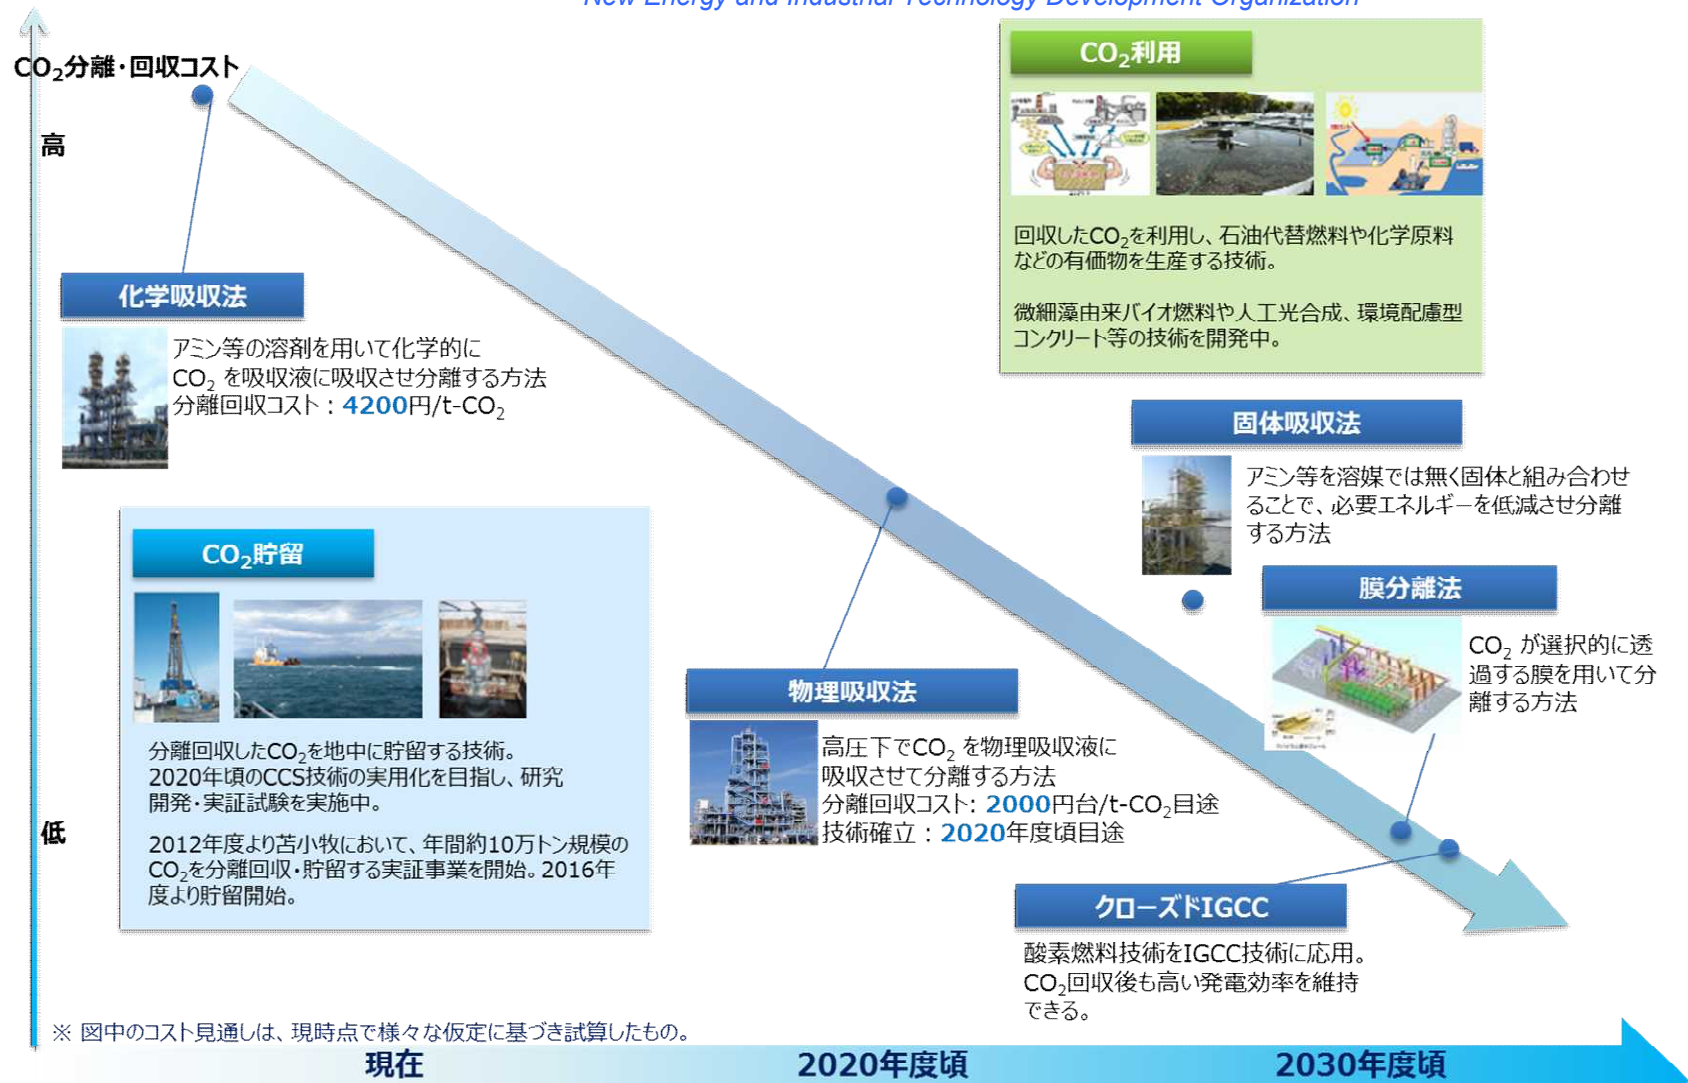 New Energy and Industrial Technology Development Organization
CO2分離・回収コスト
高
低
化学吸収法
アミン等の溶剤を用いて化学的に
CO2 を吸収液に吸収させ分離する方法
分離回収コスト：4200円/t-CO2
CO2貯留
分離回収したCO2を地中に貯留する技術。
2020年頃のCCS技術の実用化を目指し、研究
開発・実証試験を実施中。
2012年度より苫小牧において、年間約10万トン規模の
CO2を分離回収・貯留する実証事業を開始。2016年
度より貯留開始。
物理吸収法
高圧下でCO2 を物理吸収液に
吸収させて分離する方法
分離回収コスト: 2000円台/t-CO2目途
技術確立：2020年度頃目途
CO2利用
回収したCO2を利用し、石油代替燃料や化学原料
などの有価物を生産する技術。
微細藻由来バイオ燃料や人工光合成、環境配慮型
コンクリート等の技術を開発中。
固体吸収法
アミン等を溶媒では無く固体と組み合わせ
ることで、必要エネルギーを低減させ分離
する方法
膜分離法
CO2 が選択的に透
過する膜を用いて分
離する方法
クローズドIGCC
酸素燃料技術をIGCC技術に応用。
CO2回収後も高い発電効率を維持
できる。
※ 図中のコスト見通しは、現時点で様々な仮定に基づき試算したもの。
現在
2020年度頃
2030年度頃